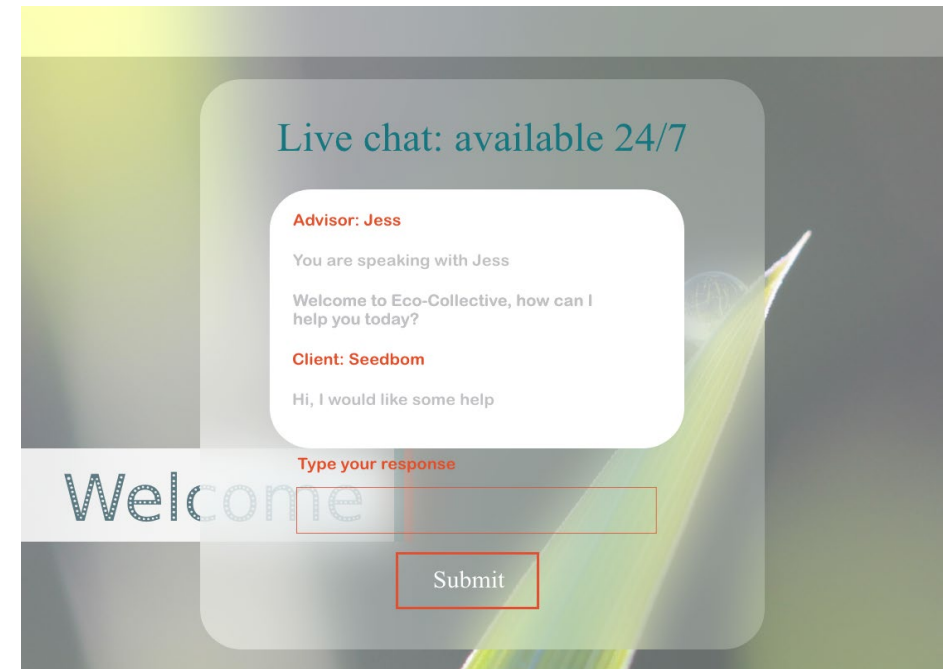 Live chat: available 24/7
Advisor: Jess
You are speaking with Jess
Welcome to Eco-Collective, how can I
help you today?
Client: Seedbom
Hi, I would like some help
Type your response
Welcome
Submit